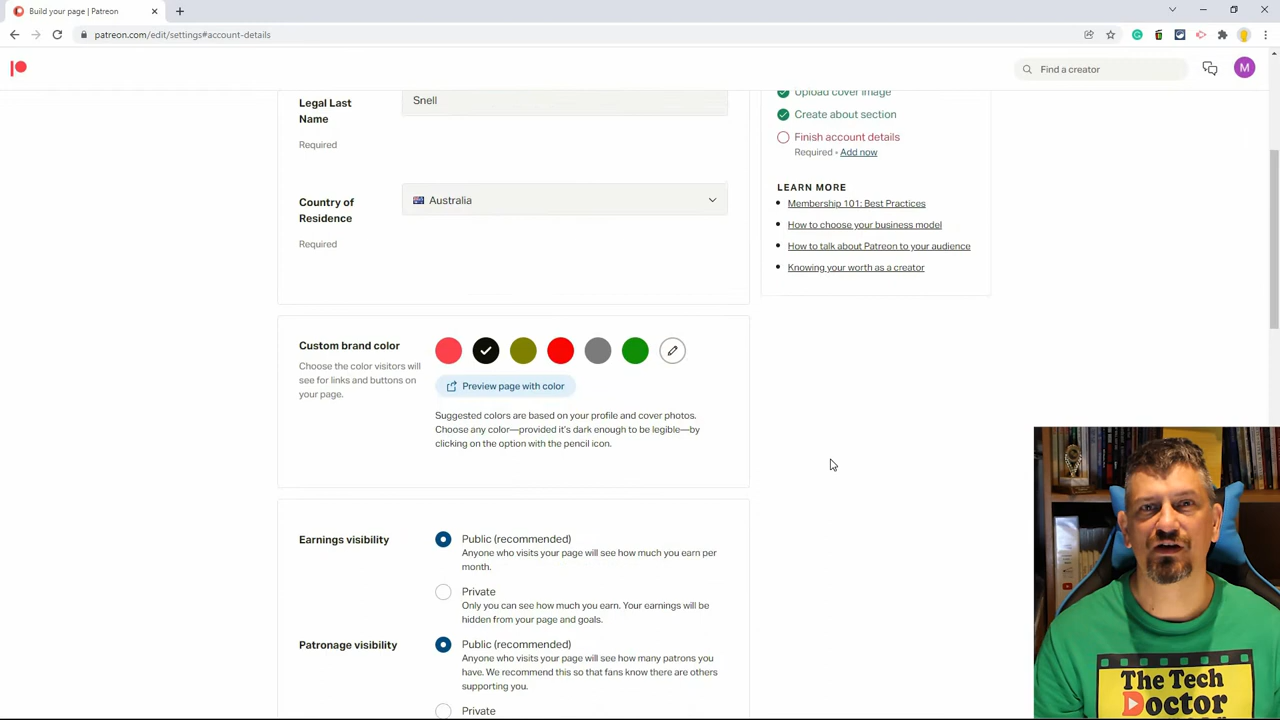 Build your page | Patreon
patreon.com/edit/settings#account-details
Find a creator
M
Legal Last
Name
Required
Snell
Country of
Residence
Required
Australia
Upload cover image
Create about section
Finish account details
Required • Add now
LEARN MORE
Membership 101: Best Practices
How to choose your business model
How to talk about Patreon to your audience
Knowing your worth as a creator
Custom brand color
Choose the color visitors will
see for links and buttons on
your page.
Preview page with color
Suggested colors are based on your profile and cover photos.
Choose any color—provided it's dark enough to be legible—by
clicking on the option with the pencil icon.
Earnings visibility
Public (recommended)
Anyone who visits your page will see how much you earn per
month.
Private
Only you can see how much you earn. Your earnings will be
hidden from your page and goals.
Patronage visibility
Public (recommended)
Anyone who visits your page will see how many patrons you
have. We recommend this so that fans know there are others
supporting you.
Private
The Tech
Doctor